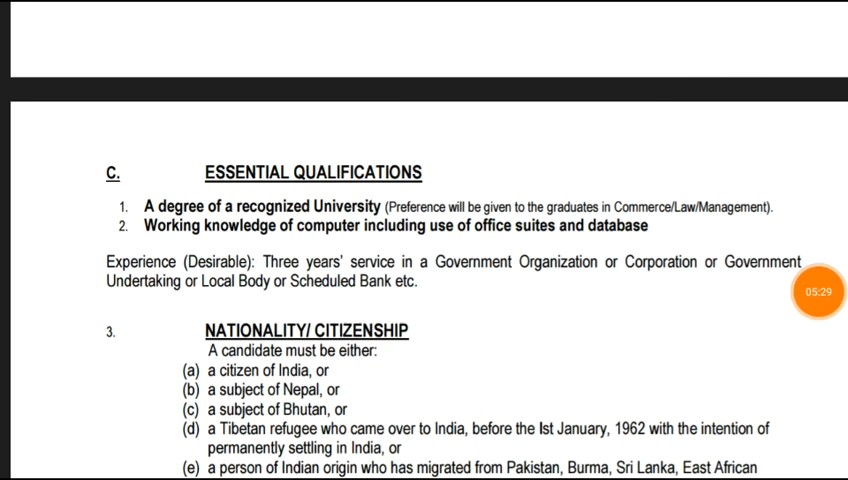 C. ESSENTIAL QUALIFICATIONS
1. A degree of a recognized University (Preference will be given to the graduates in Commerce/Law/Management).
2. Working knowledge of computer including use of office suites and database
Experience (Desirable): Three years' service in a Government Organization or Corporation or Government
Undertaking or Local Body or Scheduled Bank etc.
05:29
3. NATIONALITY/ CITIZENSHIP
A candidate must be either:
(a) a citizen of India, or
(b) a subject of Nepal, or
(c) a subject of Bhutan, or
(d) a Tibetan refugee who came over to India, before the Ist January, 1962 with the intention of
permanently settling in India, or
(e) a person of Indian origin who has migrated from Pakistan, Burma, Sri Lanka, East African